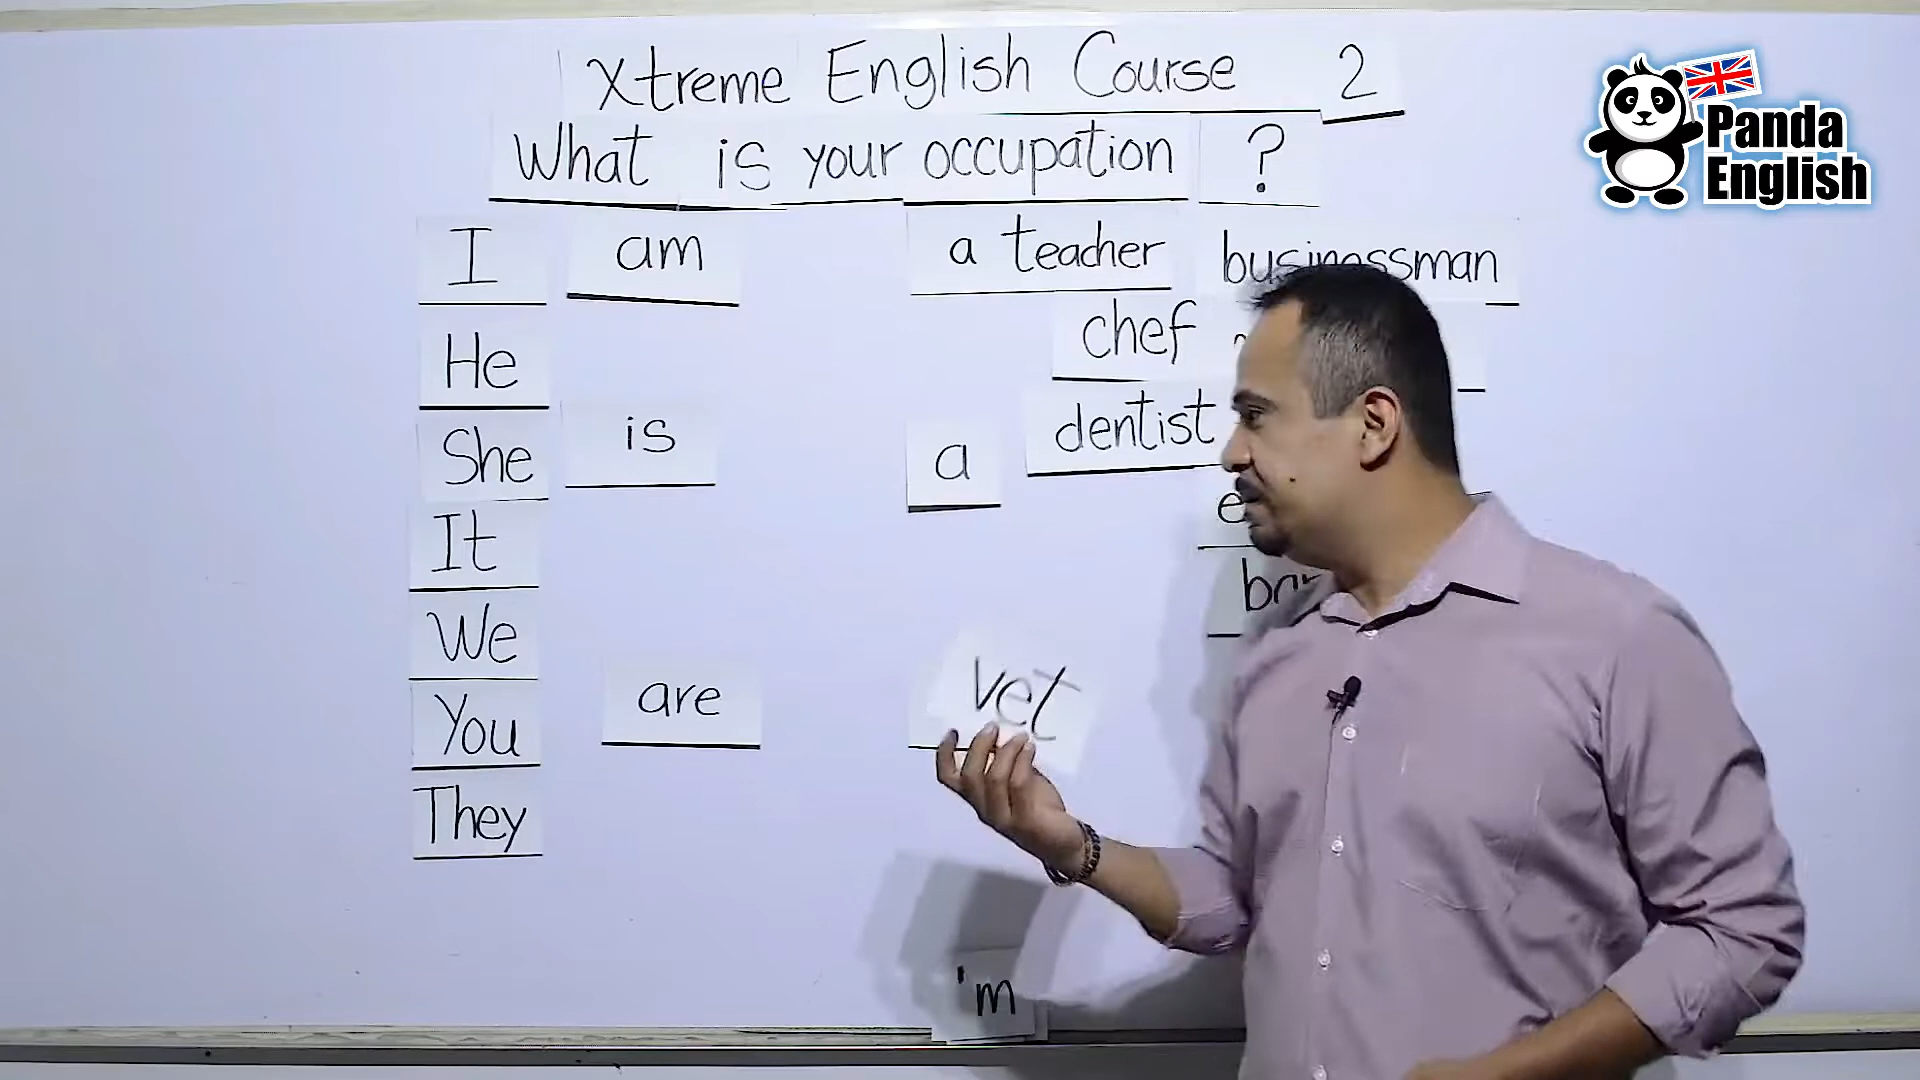 Xtreme English Course 2
What is your occupation ?
Panda
English
I am a teacher businessman
He chef
She is a dentist
It
We
You are vet
They
'm